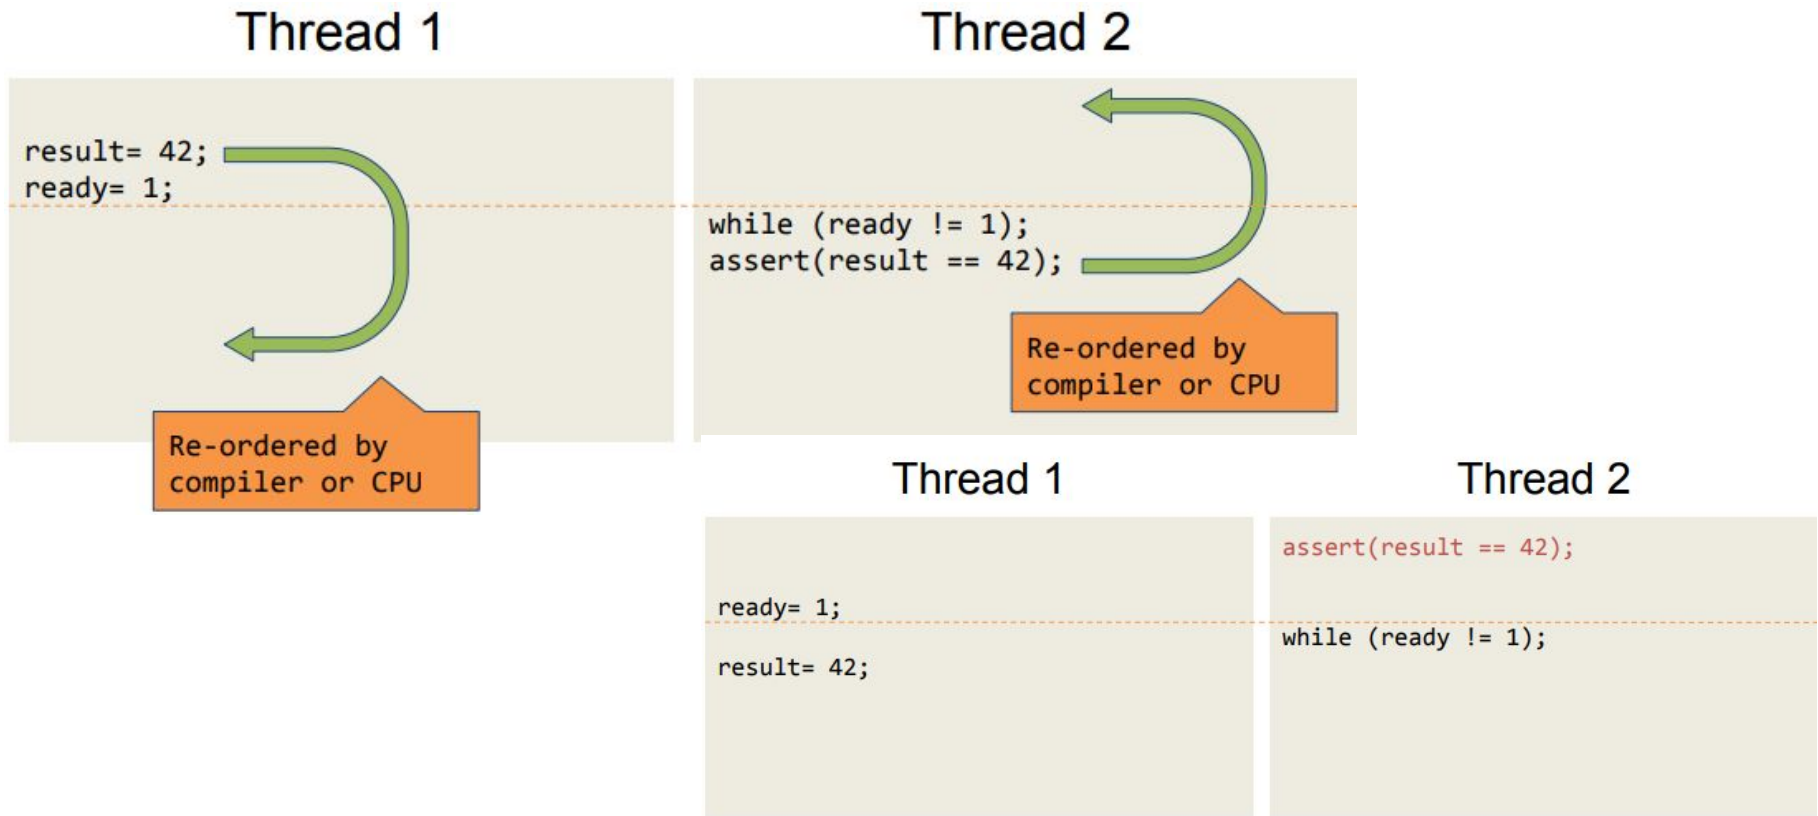 Thread 1
Thread 2
result= 42;
ready= 1;
while (ready != 1);
assert(result == 42);
Re-ordered by
compiler or CPU
Re-ordered by
compiler or CPU
Thread 1
Thread 2
ready= 1;
result= 42;
assert(result == 42);
while (ready != 1);